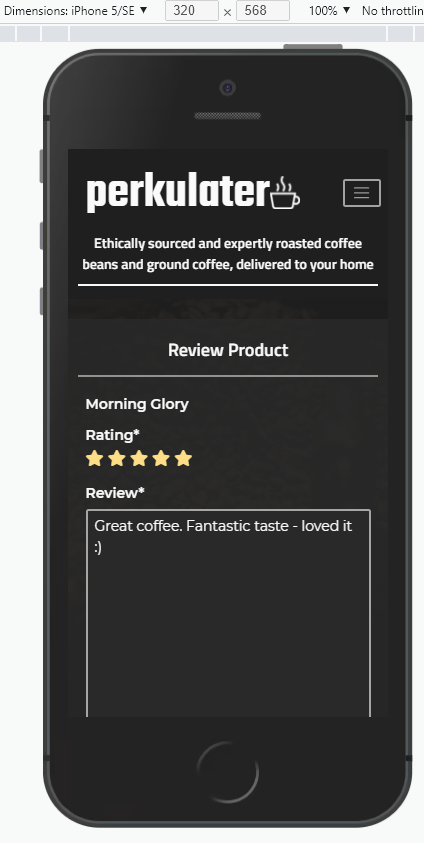 Dimensions: iPhone 5/SE ▼ 320 × 568 100% ▼ No throttlin
perkulater
Ethically sourced and expertly roasted coffee
beans and ground coffee, delivered to your home
Review Product
Morning Glory
Rating*
Review*
Great coffee. Fantastic taste - loved it
:)